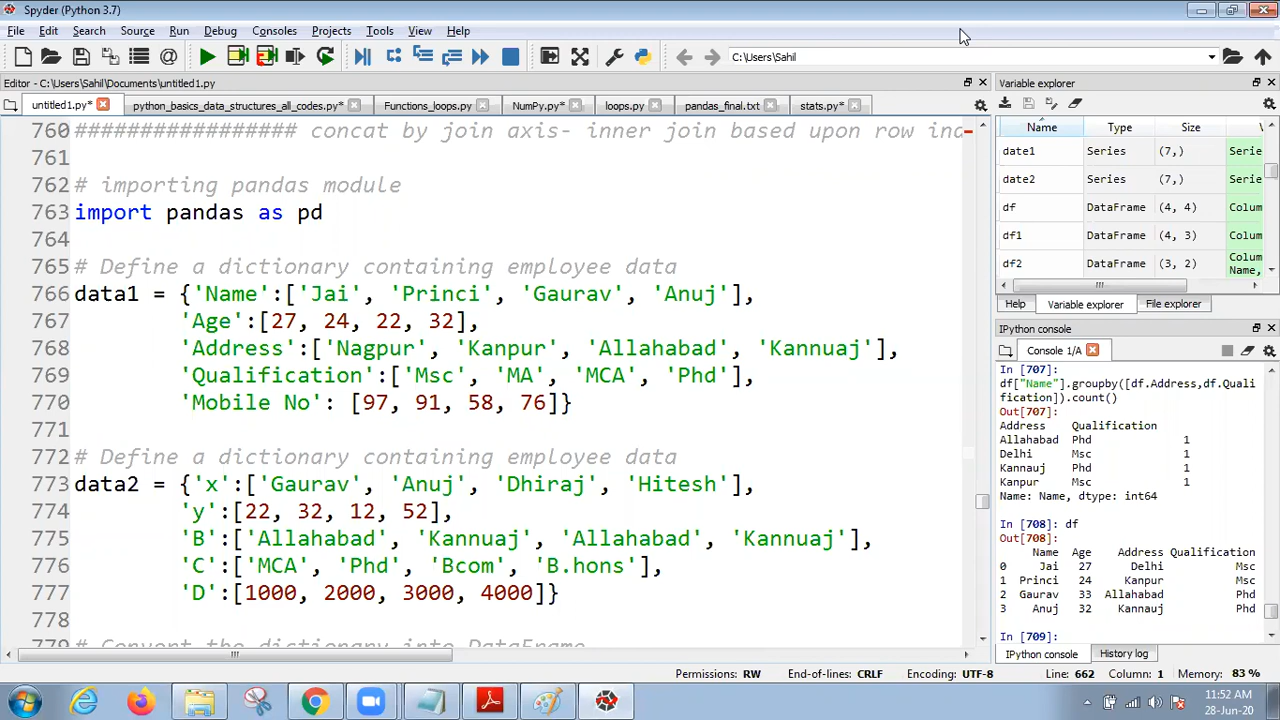 Spyder (Python 3.7)
File Edit Search Source Run Debug Consoles Projects Tools View Help
C:\Users\Sahil
Editor - C:\Users\Sahil\Documents\untitled1.py
untitled1.py* python_basics_data_structures_all_codes.py* Functions_loops.py NumPy.py* loops.py pandas_final.txt stats.py*
760 ################# concat by join axis- inner join based upon row
761
762 # importing pandas module
763 import pandas as pd
764
765 # Define a dictionary containing employee data
766 data1 = {'Name':['Jai', 'Princi', 'Gaurav', 'Anuj'],
767 'Age':[27, 24, 22, 32],
768 'Address':['Nagpur', 'Kanpur', 'Allahabad', 'Kannuaj'],
769 'Qualification':['Msc', 'MA', 'MCA', 'Phd'],
770 'Mobile No': [97, 91, 58, 76]}
771
772 # Define a dictionary containing employee data
773 data2 = {'x':['Gaurav', 'Anuj', 'Dhiraj', 'Hitesh'],
774 'y':[22, 32, 12, 52],
775 'B':['Allahabad', 'Kannuaj', 'Allahabad', 'Kannuaj'],
776 'C':['MCA', 'Phd', 'Bcom', 'B.hons'],
777 'D':[1000, 2000, 3000, 4000]}
778
779 # Convert the dictionary into DataFrame
Variable explorer
Name Type Size
date1 Series (7,) Serie
date2 Series (7,) Serie
df DataFrame (4, 4) Colum
df1 DataFrame (4, 3) Colum
df2 DataFrame (3, 2) Colum
Name,
Help Variable explorer File explorer
IPython console
Console 1/A
In [707]:
df["Name"].groupby([df.Address,df.Quali
fication]).count()
Out[707]:
Address Qualification
Allahabad Phd 1
Delhi Msc 1
Kannauj Phd 1
Kanpur Msc 1
Name: Name, dtype: int64
In [708]: df
Out[708]:
Name Age Address Qualification
0 Jai 27 Delhi Msc
1 Princi 24 Kanpur Msc
2 Gaurav 33 Allahabad Phd
3 Anuj 32 Kannauj Phd
In [709]:
IPython console History log
Permissions: RW End-of-lines: CRLF Encoding: UTF-8 Line: 662 Column: 1 Memory: 83 %
11:52 AM
28-Jun-20